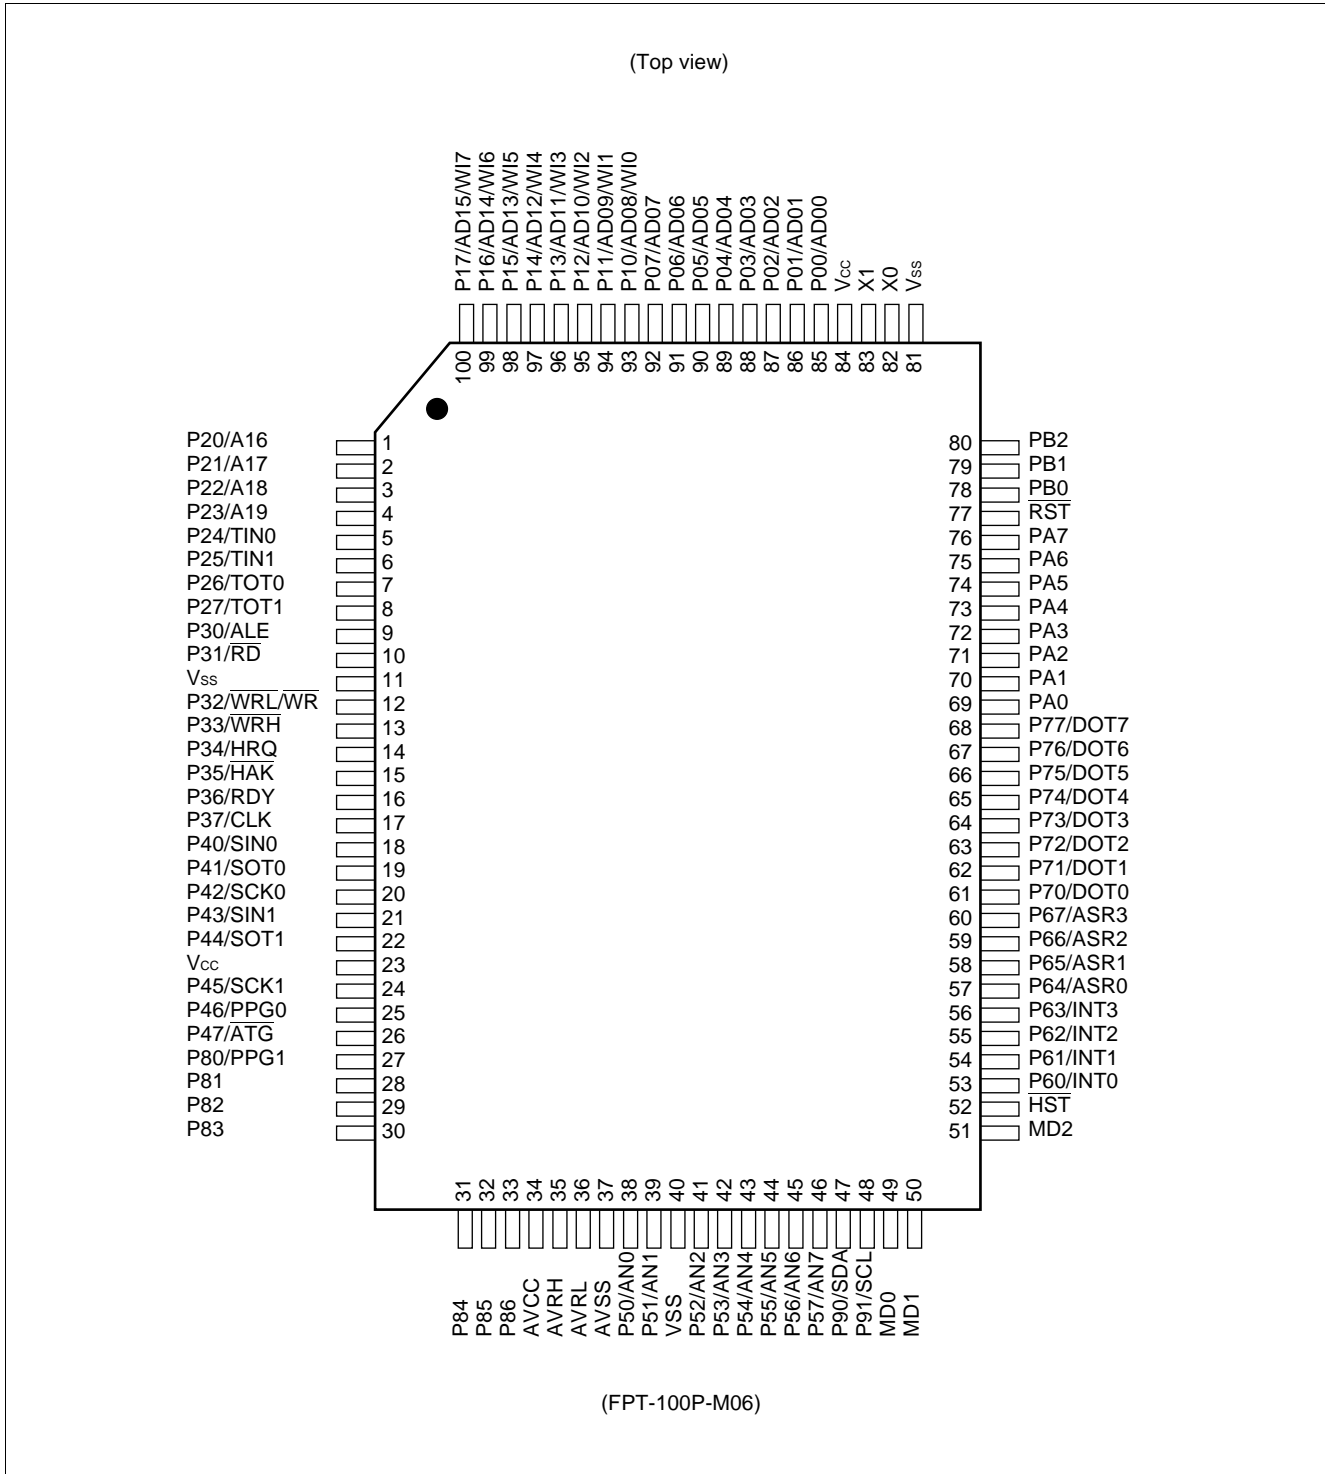 (Top view)
P17/AD15/WI7
P16/AD14/WI6
P15/AD13/WI5
P14/AD12/WI4
P13/AD11/WI3
P12/AD10/WI2
P11/AD09/WI1
P10/AD08/WI0
P07/AD07
P06/AD06
P05/AD05
P04/AD04
P03/AD03
P02/AD02
P01/AD01
P00/AD00
Vcc
X1
X0
Vss
100
99
98
97
96
95
94
93
92
91
90
89
88
87
86
85
84
83
82
81
P20/A16 1
P21/A17 2
P22/A18 3
P23/A19 4
P24/TIN0 5
P25/TIN1 6
P26/TOT0 7
P27/TOT1 8
P30/ALE 9
P31/R̅D̅ 10
Vss 11
P32/W̅R̅L̅/W̅R̅ 12
P33/W̅R̅H̅ 13
P34/HRQ 14
P35/H̅A̅K̅ 15
P36/RDY 16
P37/CLK 17
P40/SIN0 18
P41/SOT0 19
P42/SCK0 20
P43/SIN1 21
P44/SOT1 22
Vcc 23
P45/SCK1 24
P46/PPG0 25
P47/A̅T̅G̅ 26
P80/PPG1 27
P81 28
P82 29
P83 30
80 PB2
79 PB1
78 PB0
77 R̅S̅T̅
76 PA7
75 PA6
74 PA5
73 PA4
72 PA3
71 PA2
70 PA1
69 PA0
68 P77/DOT7
67 P76/DOT6
66 P75/DOT5
65 P74/DOT4
64 P73/DOT3
63 P72/DOT2
62 P71/DOT1
61 P70/DOT0
60 P67/ASR3
59 P66/ASR2
58 P65/ASR1
57 P64/ASR0
56 P63/INT3
55 P62/INT2
54 P61/INT1
53 P60/INT0
52 H̅S̅T̅
51 MD2
31
32
33
34
35
36
37
38
39
40
41
42
43
44
45
46
47
48
49
50
P84
P85
P86
AVCC
AVRH
AVRL
AVSS
P50/AN0
P51/AN1
VSS
P52/AN2
P53/AN3
P54/AN4
P55/AN5
P56/AN6
P57/AN7
P90/SDA
P91/SCL
MD0
MD1
(FPT-100P-M06)